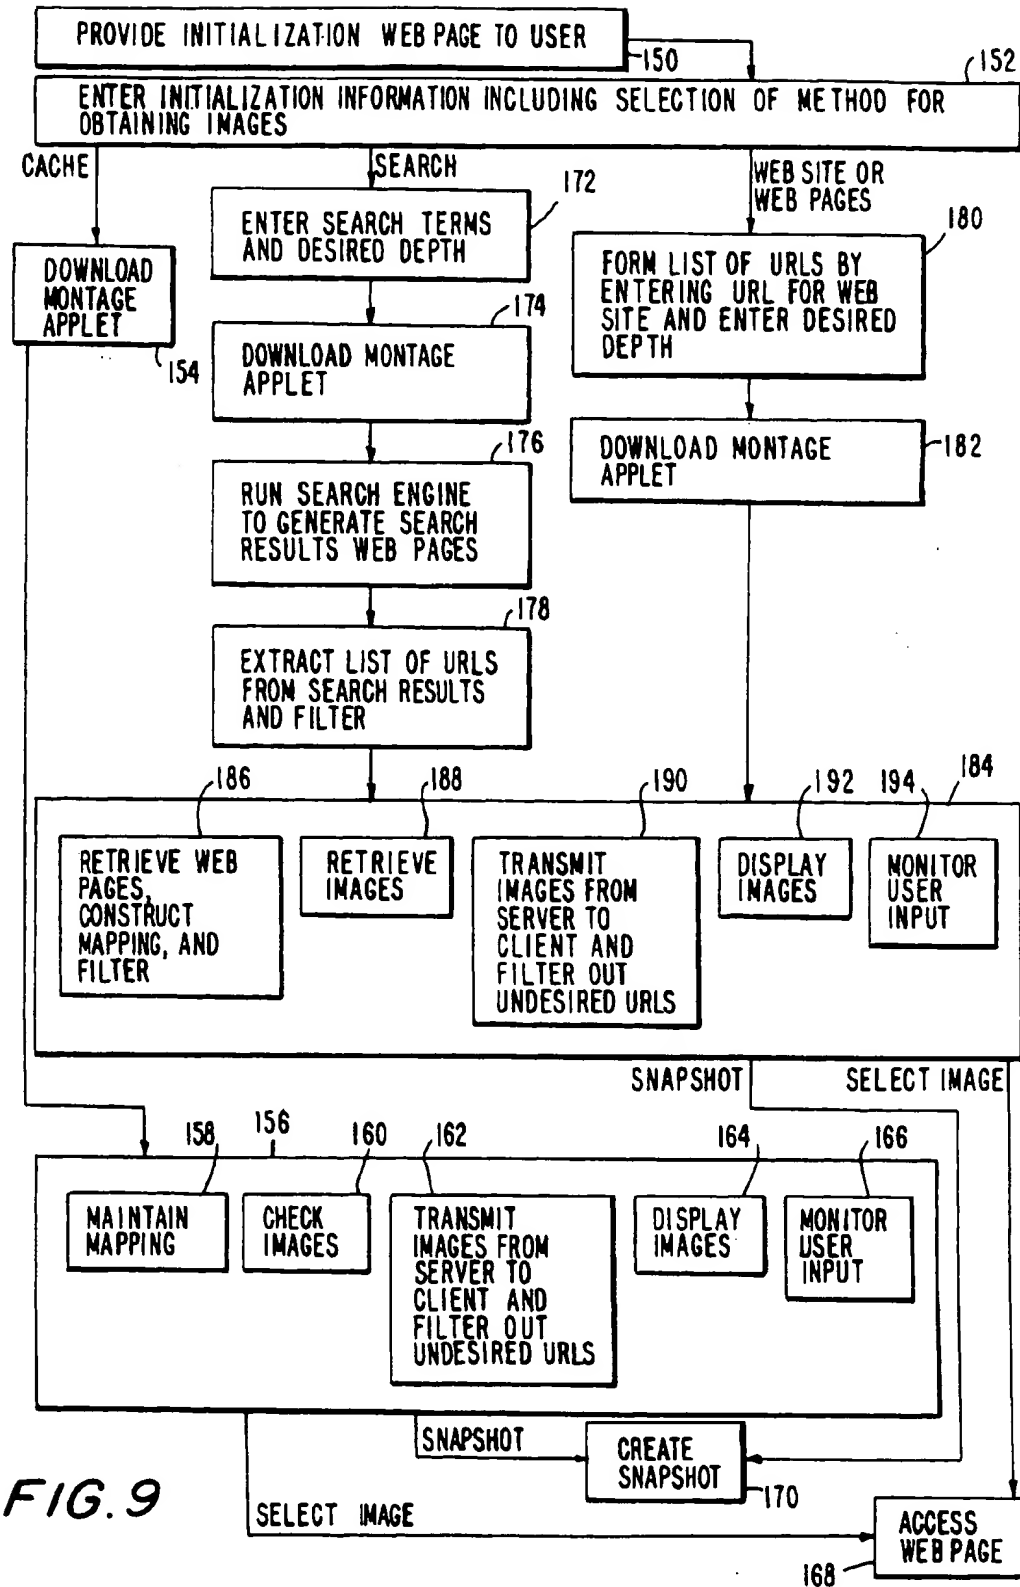 PROVIDE INITIALIZATION WEB PAGE TO USER
150
152
ENTER INITIALIZATION INFORMATION INCLUDING SELECTION OF METHOD FOR
OBTAINING IMAGES
CACHE
SEARCH
WEB SITE OR
WEB PAGES
172
ENTER SEARCH TERMS
AND DESIRED DEPTH
180
FORM LIST OF URLS BY
ENTERING URL FOR WEB
SITE AND ENTER DESIRED
DEPTH
DOWNLOAD
MONTAGE
APPLET
154
174
DOWNLOAD MONTAGE
APPLET
182
DOWNLOAD MONTAGE
APPLET
176
RUN SEARCH ENGINE
TO GENERATE SEARCH
RESULTS WEB PAGES
178
EXTRACT LIST OF URLS
FROM SEARCH RESULTS
AND FILTER
186
188
190
192
194
184
RETRIEVE WEB
PAGES,
CONSTRUCT
MAPPING, AND
FILTER
RETRIEVE
IMAGES
TRANSMIT
IMAGES FROM
SERVER TO
CLIENT AND
FILTER OUT
UNDESIRED URLS
DISPLAY
IMAGES
MONITOR
USER
INPUT
SNAPSHOT
SELECT IMAGE
158
156
160
162
164
166
MAINTAIN
MAPPING
CHECK
IMAGES
TRANSMIT
IMAGES FROM
SERVER TO
CLIENT AND
FILTER OUT
UNDESIRED URLS
DISPLAY
IMAGES
MONITOR
USER
INPUT
SNAPSHOT
CREATE
SNAPSHOT
170
SELECT IMAGE
ACCESS
WEB PAGE
168
FIG. 9